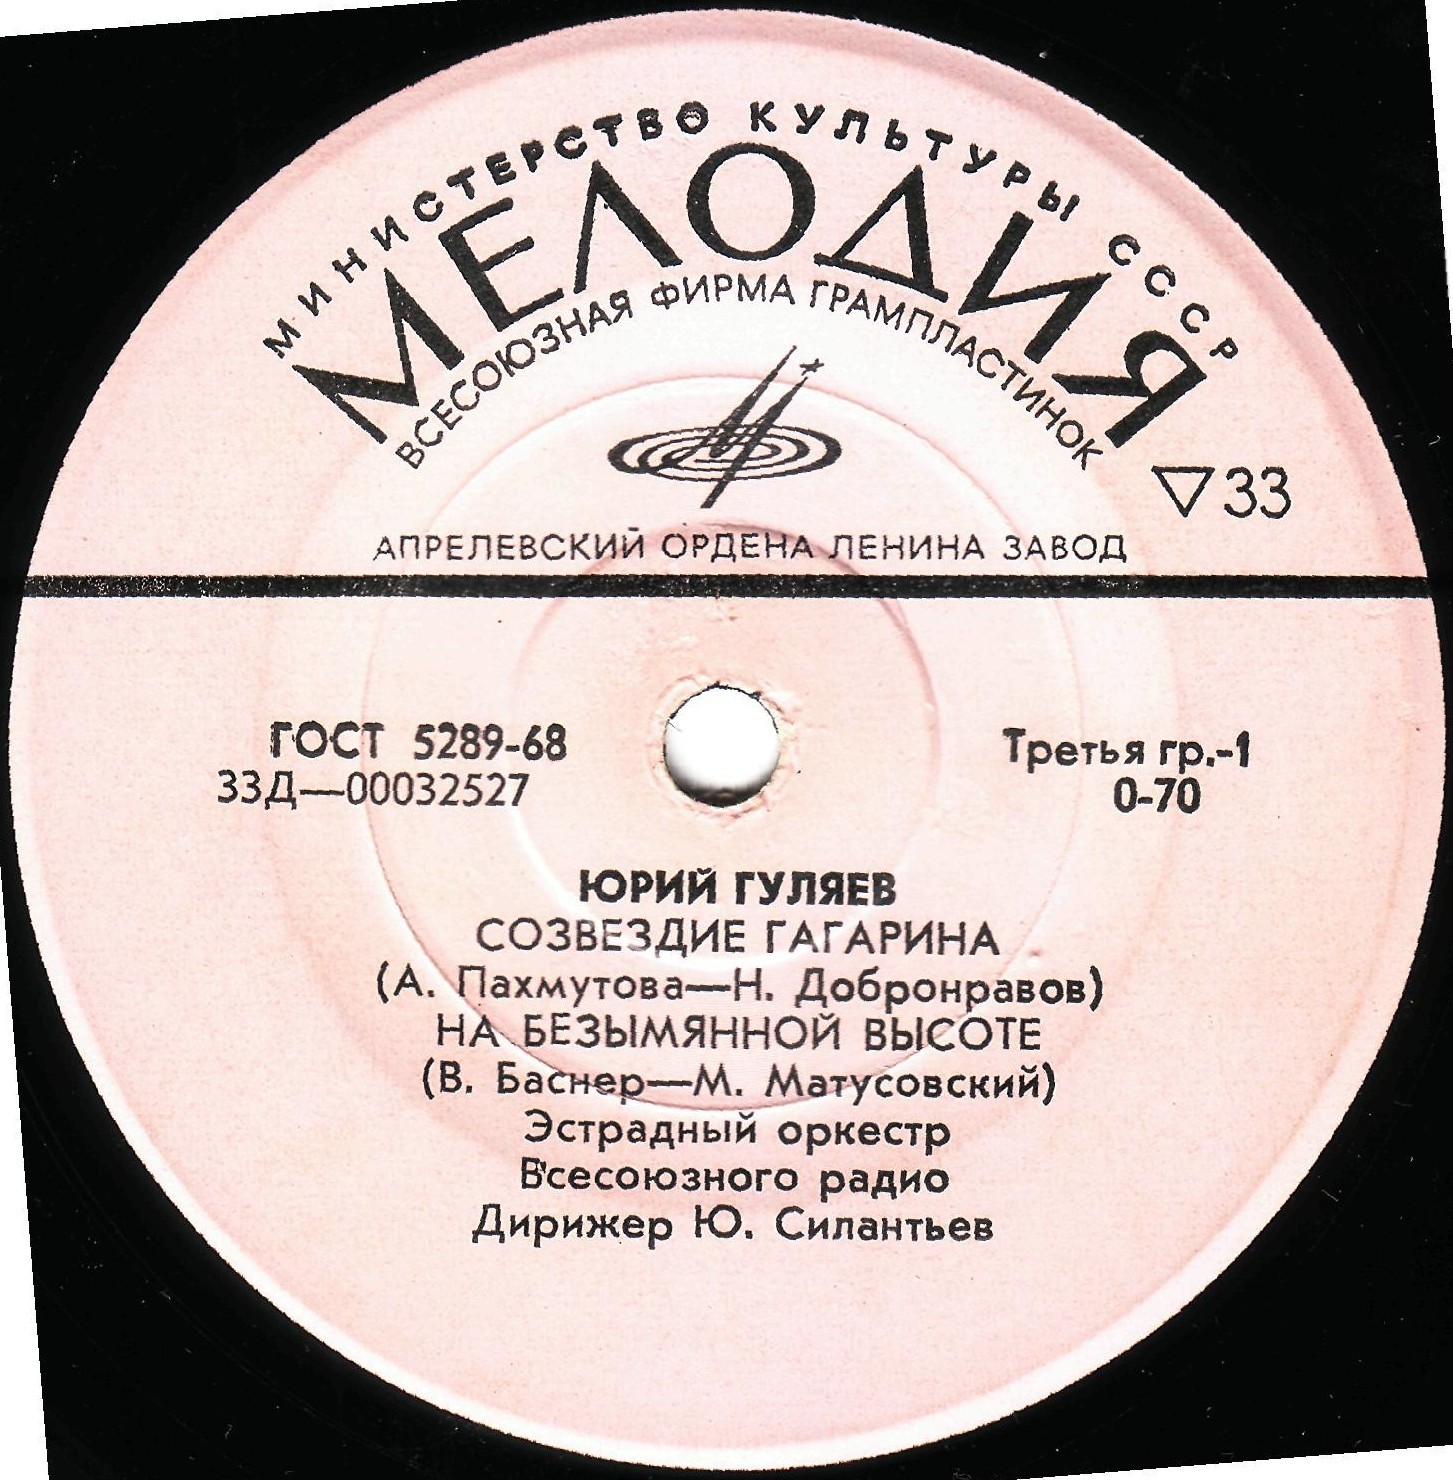 МИНИСТЕРСТВО КУЛЬТУРЫ СССР
МЕЛОДИЯ
ВСЕСОЮЗНАЯ ФИРМА ГРАМПЛАСТИНОК
33
АПРЕЛЕВСКИЙ ОРДЕНА ЛЕНИНА ЗАВОД
ГОСТ 5289-68
33Д—00032527
Третья гр.-1
0-70
ЮРИЙ ГУЛЯЕВ
СОЗВЕЗДИЕ ГАГАРИНА
(А. Пахмутова—Н. Добронравов)
НА БЕЗЫМЯННОЙ ВЫСОТЕ
(В. Баснер—М. Матусовский)
Эстрадный оркестр
Всесоюзного радио
Дирижер Ю. Силантьев